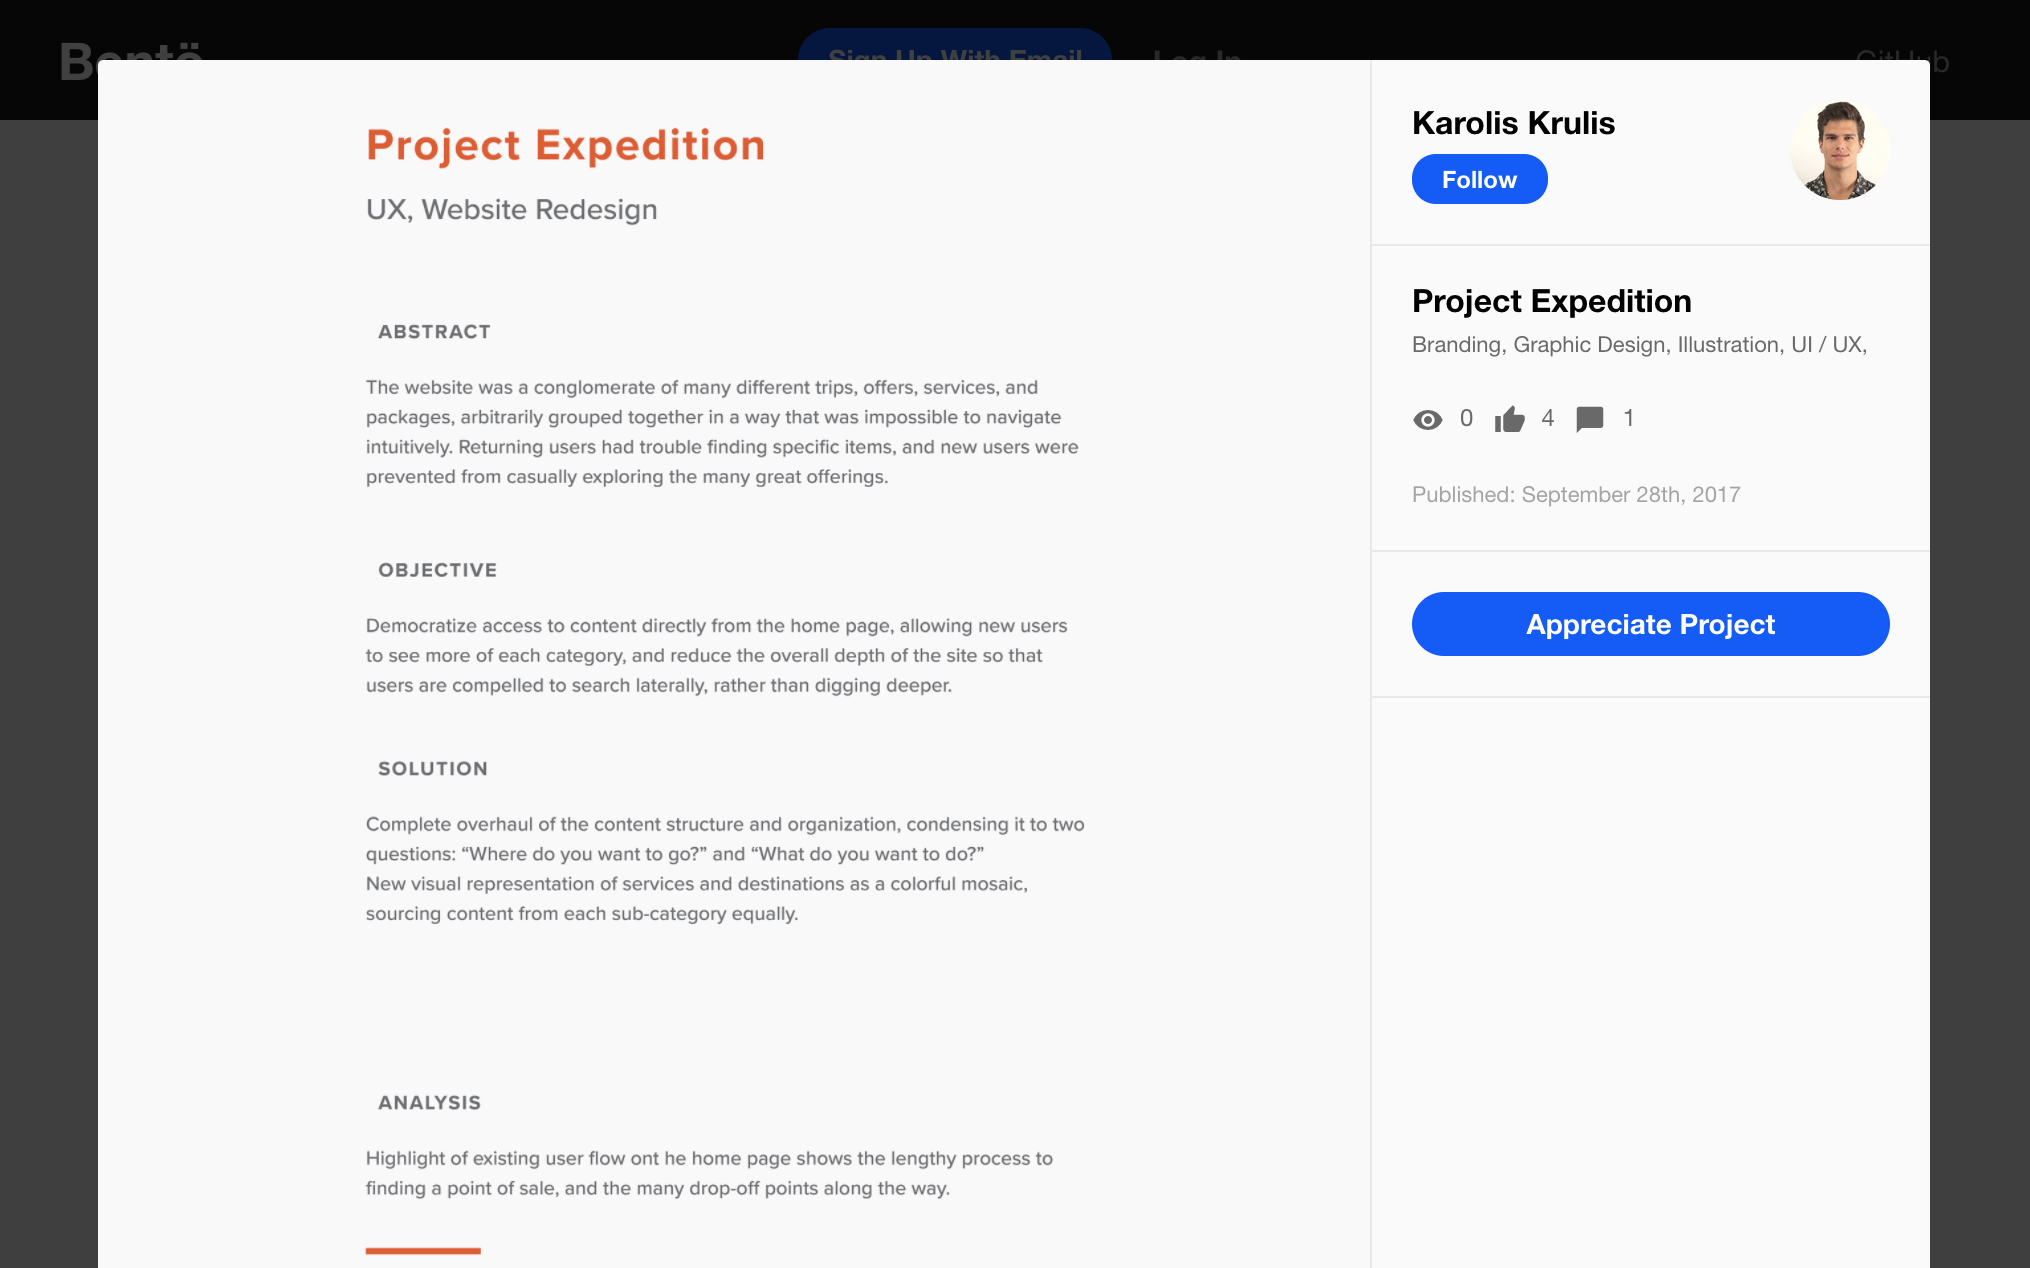 Bentö
Sign Up With Email
Log In
GitHub
Project Expedition
UX, Website Redesign
ABSTRACT
The website was a conglomerate of many different trips, offers, services, and
packages, arbitrarily grouped together in a way that was impossible to navigate
intuitively. Returning users had trouble finding specific items, and new users were
prevented from casually exploring the many great offerings.
OBJECTIVE
Democratize access to content directly from the home page, allowing new users
to see more of each category, and reduce the overall depth of the site so that
users are compelled to search laterally, rather than digging deeper.
SOLUTION
Complete overhaul of the content structure and organization, condensing it to two
questions: “Where do you want to go?” and “What do you want to do?”
New visual representation of services and destinations as a colorful mosaic,
sourcing content from each sub-category equally.
ANALYSIS
Highlight of existing user flow ont he home page shows the lengthy process to
finding a point of sale, and the many drop-off points along the way.
Karolis Krulis
Follow
Project Expedition
Branding, Graphic Design, Illustration, UI / UX,
0 4 1
Published: September 28th, 2017
Appreciate Project